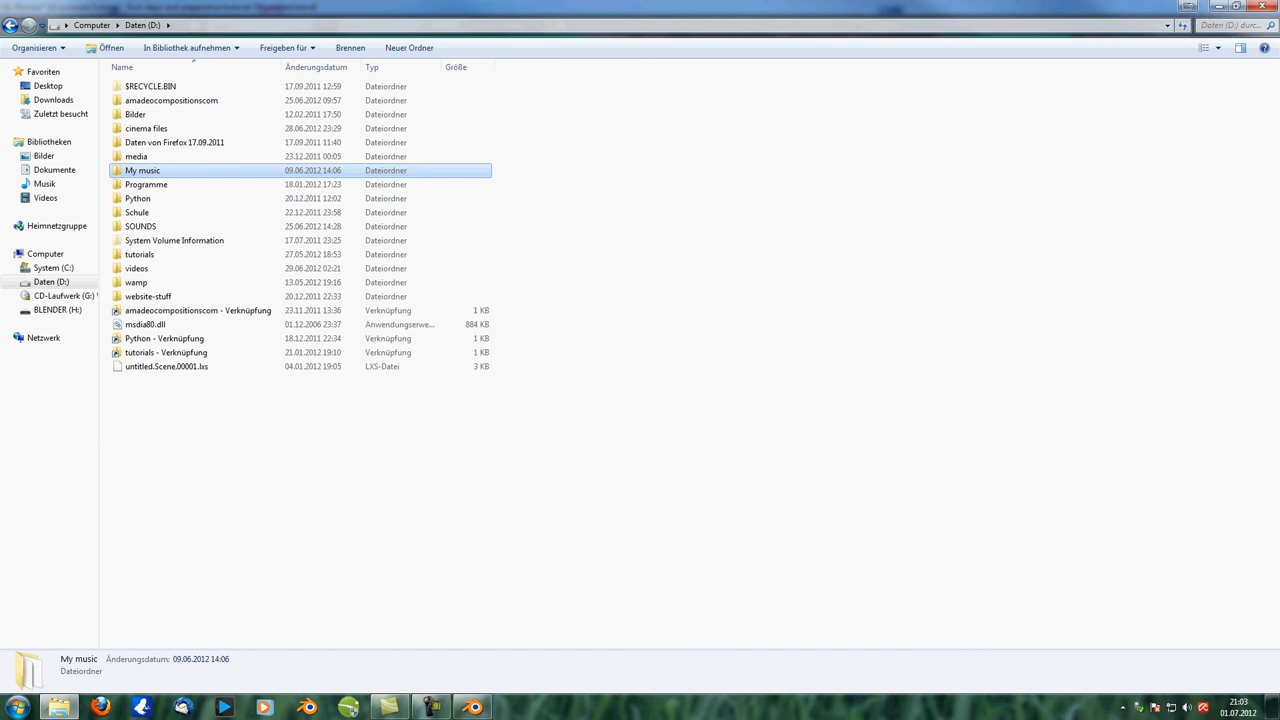 Computer Daten (D:) Daten (D:) durc...
Organisieren Öffnen In Bibliothek aufnehmen Freigeben für Brennen Neuer Ordner
Name Änderungsdatum Typ Größe
Favoriten
Desktop
Downloads
Zuletzt besucht
Bibliotheken
Bilder
Dokumente
Musik
Videos
Heimnetzgruppe
Computer
System (C:)
Daten (D:)
CD-Laufwerk (G:)
BLENDER (H:)
Netzwerk
$RECYCLE.BIN 17.09.2011 12:59 Dateiordner
amadeocompositionscom 25.06.2012 09:57 Dateiordner
Bilder 12.02.2011 17:50 Dateiordner
cinema files 28.06.2012 23:29 Dateiordner
Daten von Firefox 17.09.2011 17.09.2011 11:40 Dateiordner
media 23.12.2011 00:05 Dateiordner
My music 09.06.2012 14:06 Dateiordner
Programme 18.01.2012 17:23 Dateiordner
Python 20.12.2011 12:02 Dateiordner
Schule 22.12.2011 23:58 Dateiordner
SOUNDS 25.06.2012 14:28 Dateiordner
System Volume Information 17.07.2011 23:25 Dateiordner
tutorials 27.05.2012 18:53 Dateiordner
videos 29.06.2012 02:21 Dateiordner
wamp 13.05.2012 19:16 Dateiordner
website-stuff 20.12.2011 22:33 Dateiordner
amadeocompositionscom - Verknüpfung 23.11.2011 13:36 Verknüpfung 1 KB
msdia80.dll 01.12.2006 23:37 Anwendungserwe... 884 KB
Python - Verknüpfung 18.12.2011 22:34 Verknüpfung 1 KB
tutorials - Verknüpfung 21.01.2012 19:10 Verknüpfung 1 KB
untitled.Scene.00001.lxs 04.01.2012 19:05 LXS-Datei 3 KB
My music Änderungsdatum: 09.06.2012 14:06
Dateiordner
21:03
01.07.2012